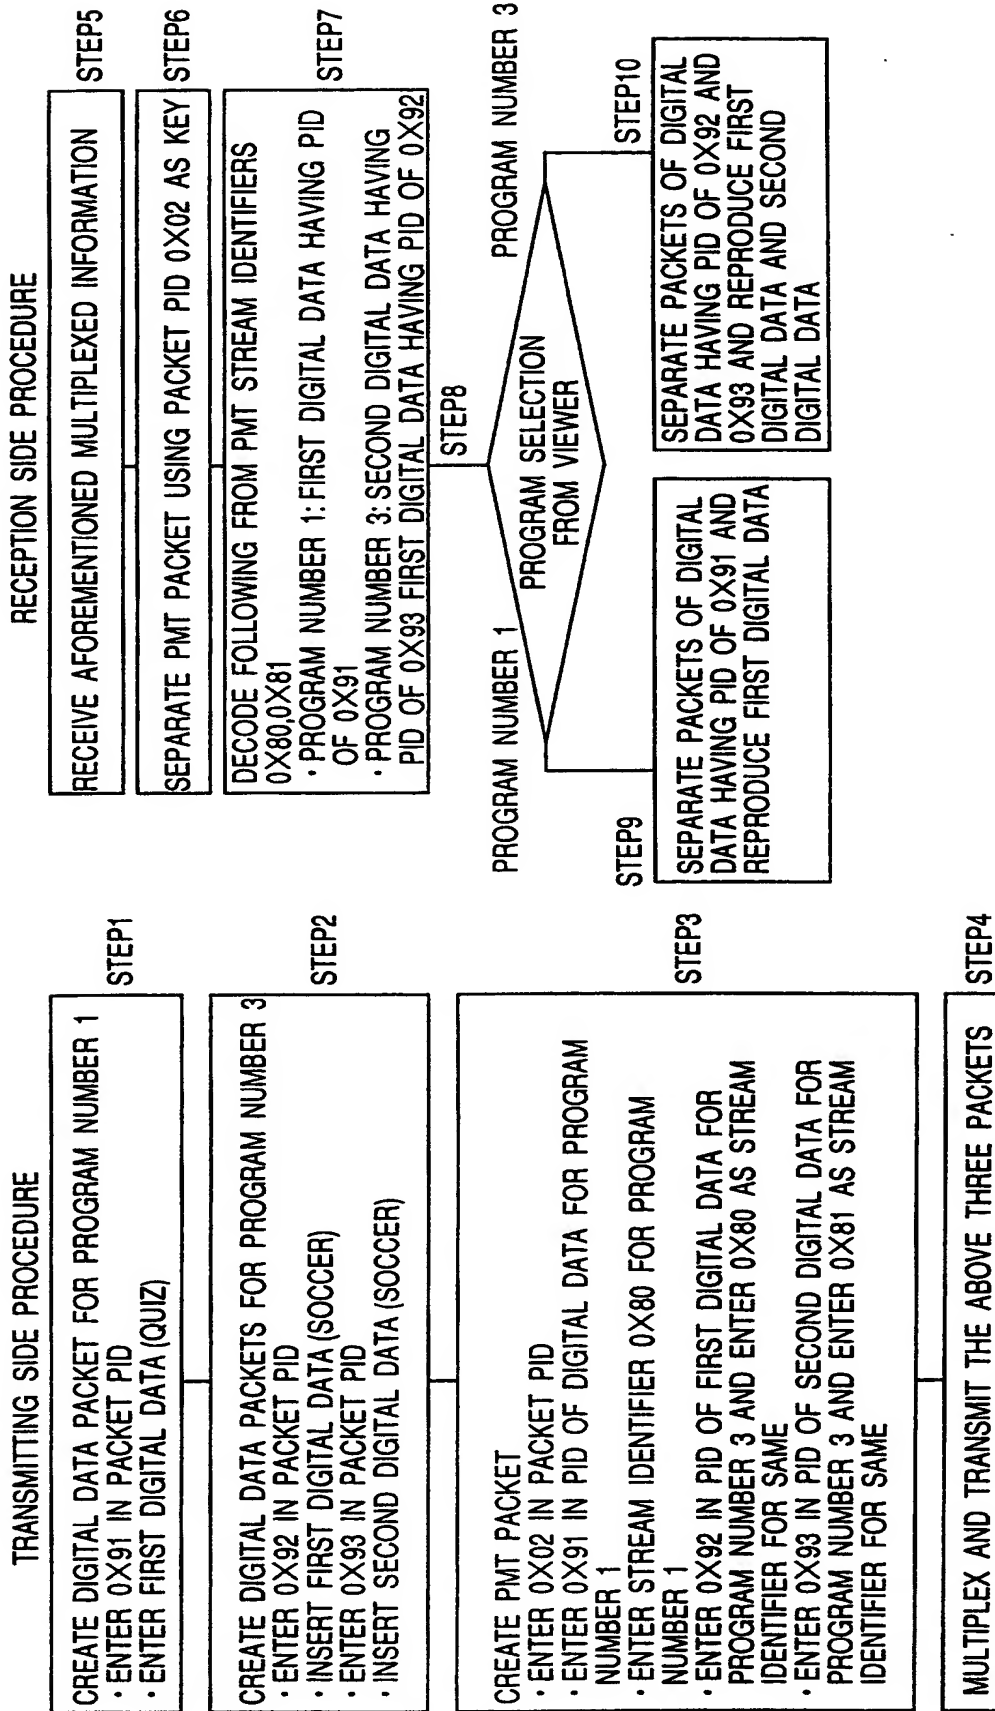 TRANSMITTING SIDE PROCEDURE
CREATE DIGITAL DATA PACKET FOR PROGRAM NUMBER 1
· ENTER 0X91 IN PACKET PID
· ENTER FIRST DIGITAL DATA (QUIZ)
STEP1
CREATE DIGITAL DATA PACKETS FOR PROGRAM NUMBER 3
· ENTER 0X92 IN PACKET PID
· INSERT FIRST DIGITAL DATA (SOCCER)
· ENTER 0X93 IN PACKET PID
· INSERT SECOND DIGITAL DATA (SOCCER)
STEP2
CREATE PMT PACKET
· ENTER 0X02 IN PACKET PID
· ENTER 0X91 IN PID OF DIGITAL DATA FOR PROGRAM
NUMBER 1
· ENTER STREAM IDENTIFIER 0X80 FOR PROGRAM
NUMBER 1
· ENTER 0X92 IN PID OF FIRST DIGITAL DATA FOR
PROGRAM NUMBER 3 AND ENTER 0X80 AS STREAM
IDENTIFIER FOR SAME
· ENTER 0X93 IN PID OF SECOND DIGITAL DATA FOR
PROGRAM NUMBER 3 AND ENTER 0X81 AS STREAM
IDENTIFIER FOR SAME
STEP3
MULTIPLEX AND TRANSMIT THE ABOVE THREE PACKETS
STEP4
RECEPTION SIDE PROCEDURE
RECEIVE AFOREMENTIONED MULTIPLEXED INFORMATION
STEP5
SEPARATE PMT PACKET USING PACKET PID 0X02 AS KEY
STEP6
DECODE FOLLOWING FROM PMT STREAM IDENTIFIERS
0X80,0X81
· PROGRAM NUMBER 1: FIRST DIGITAL DATA HAVING PID
OF 0X91
· PROGRAM NUMBER 3: SECOND DIGITAL DATA HAVING
PID OF 0X93 FIRST DIGITAL DATA HAVING PID OF 0X92
STEP7
STEP8
PROGRAM NUMBER 1
PROGRAM SELECTION
FROM VIEWER
PROGRAM NUMBER 3
STEP9
SEPARATE PACKETS OF DIGITAL
DATA HAVING PID OF 0X91 AND
REPRODUCE FIRST DIGITAL DATA
STEP10
SEPARATE PACKETS OF DIGITAL
DATA HAVING PID OF 0X92 AND
0X93 AND REPRODUCE FIRST
DIGITAL DATA AND SECOND
DIGITAL DATA